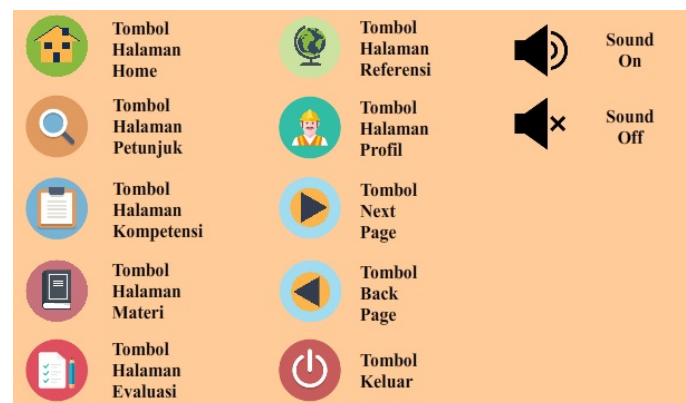 Tombol
Halaman
Home
Tombol
Halaman
Petunjuk
Tombol
Halaman
Kompetensi
Tombol
Halaman
Materi
Tombol
Halaman
Evaluasi
Tombol
Halaman
Referensi
Tombol
Halaman
Profil
Tombol
Next
Page
Tombol
Back
Page
Tombol
Keluar
Sound
On
Sound
Off